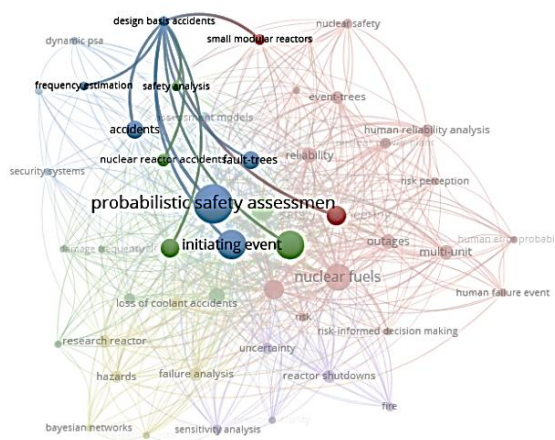 design basis accidents
nuclear safety
dynamic psa
small modular reactors
frequency estimation
safety analysis
event-trees
assessment models
accidents
human reliability analysis
nuclear reactor accidents
fault-trees
reliability
security systems
risk perception
probabilistic safety assessmen
initiating event
outages
multi-unit
nuclear fuels
human failure event
loss of coolant accidents
risk
risk-informed decision making
research reactor
uncertainty
hazards
failure analysis
reactor shutdowns
fire
bayesian networks
sensitivity analysis